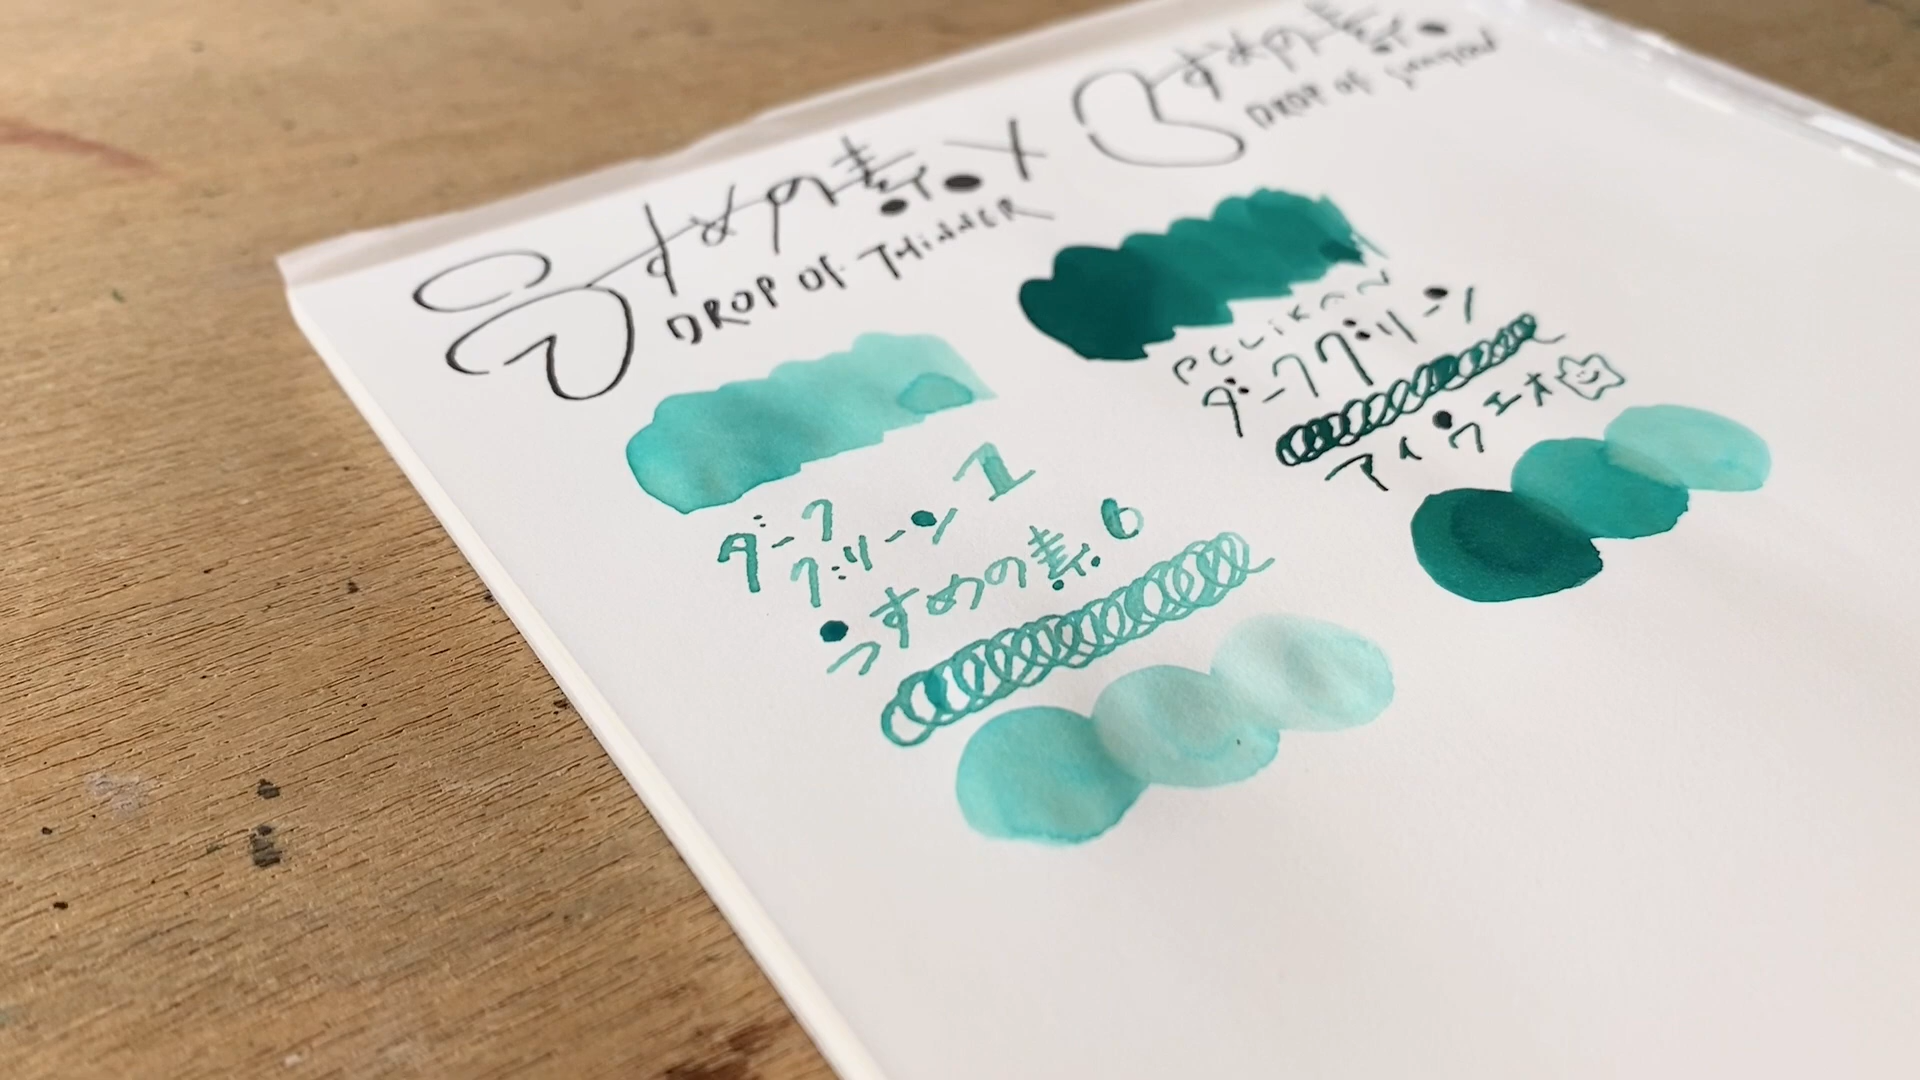 うすめの素. ×
DROP OF THINNER
すめの素.
DROP OF
PELIKAN
ダークグリーン
アイウエオ
ダーク
グリーン 1
うすめの素. 6